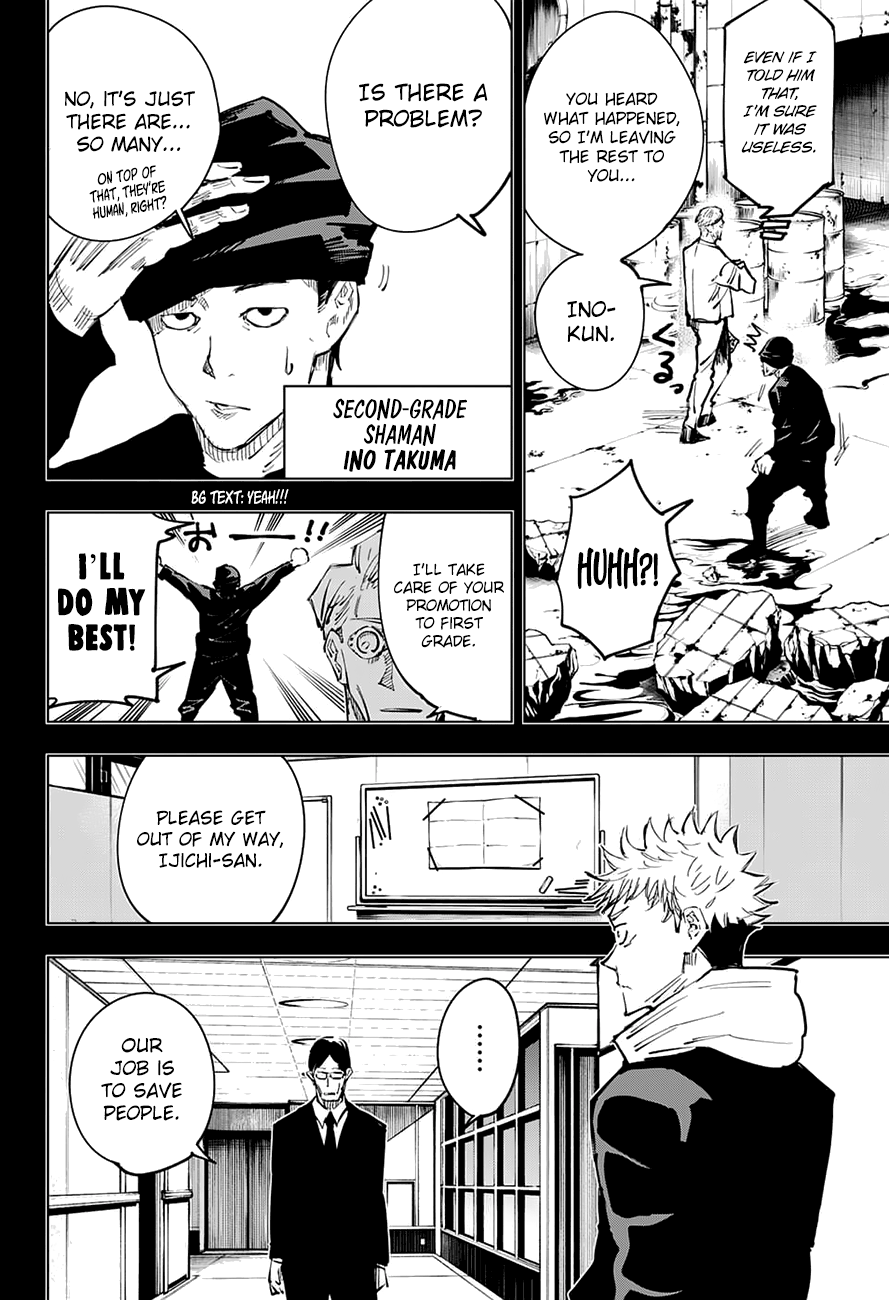 EVEN IF I
TOLD HIM
THAT,
I'M SURE
IT WAS
USELESS.
YOU HEARD
WHAT HAPPENED,
SO I'M LEAVING
THE REST TO
YOU...
INO-
KUN.
くるっ
HUHH?!
IS THERE A
PROBLEM?
NO, IT'S JUST
THERE ARE...
SO MANY...
ON TOP OF
THAT, THEY'RE
HUMAN, RIGHT?
SECOND-GRADE
SHAMAN
INO TAKUMA
BG TEXT: YEAH!!!
I'LL TAKE
CARE OF YOUR
PROMOTION
TO FIRST
GRADE.
おー!!
I'LL
DO MY
BEST!
PLEASE GET
OUT OF MY WAY,
IJICHI-SAN.
......
OUR
JOB IS
TO SAVE
PEOPLE.